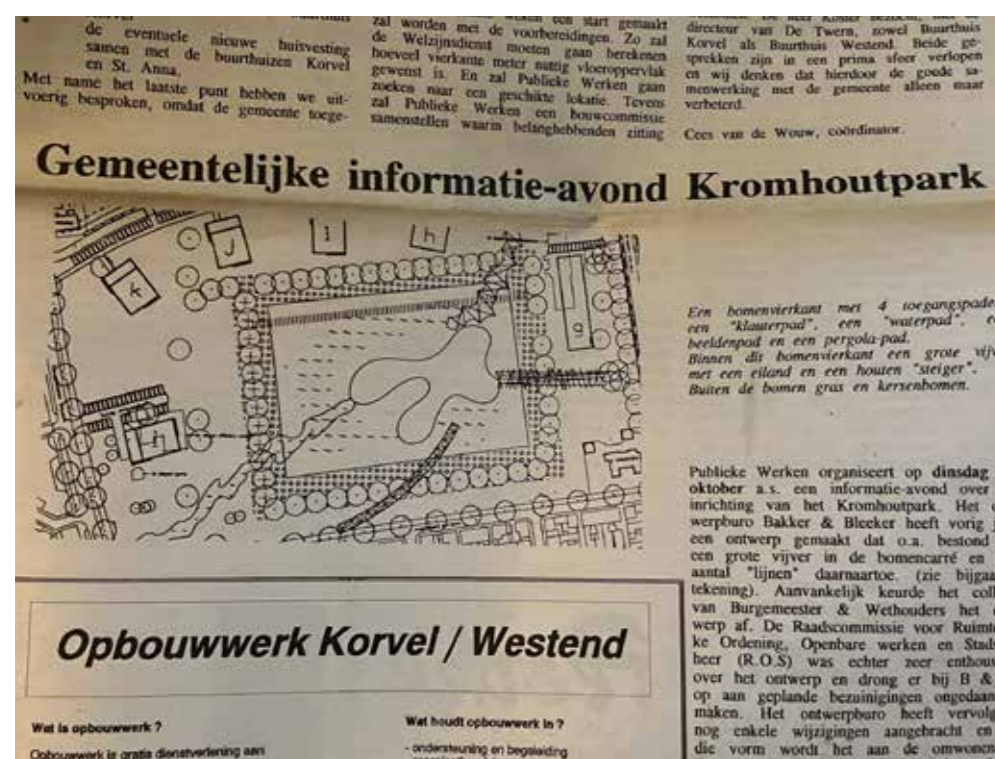 de eventuele nieuwe huisvesting
samen met de buurthuizen Korvel
en St. Anna.
Met name het laatste punt hebben we uit-
voerig besproken, omdat de gemeente toege-
zal worden met de voorbereidingen. Zo zal
de Welzijnsdienst moeten gaan berekenen
hoeveel vierkante meter nuttig vloeroppervlak
gewenst is. En zal Publieke Werken gaan
zoeken naar een geschikte lokatie. Tevens
zal Publieke Werken een bouwcommissie
samenstellen waarin belanghebbenden zitting
directeur van De Twern, zowel Buurthuis
Korvel als Buurthuis Westend. Beide ge-
sprekken zijn in een prima sfeer verlopen
en wij denken dat hierdoor de goede sa-
menwerking met de gemeente alleen maar
verbeterd.
Cees van de Wouw, coördinator.
Gemeentelijke informatie-avond Kromhoutpark
J
i
h
k
g
Een bomenvierkant met 4 toegangspade
een "klauterpad", een "waterpad", e
beeldenpad en een pergola-pad.
Binnen dit bomenvierkant een grote vij
met een eiland en een houten "steiger".
Buiten de bomen gras en kersenbomen.
Publieke Werken organiseert op dinsdag
oktober a.s. een informatie-avond over
inrichting van het Kromhoutpark. Het
werpburo Bakker & Bleeker heeft vorig
een ontwerp gemaakt dat o.a. bestond
een grote vijver in de bomencarré en
aantal "lijnen" daarnaartoe. (zie bijgaa
tekening). Aanvankelijk keurde het coll
van Burgemeester & Wethouders het
werp af. De Raadscommissie voor Ruimt
ke Ordening, Openbare werken en Stads
heer (R.O.S) was echter zeer enthous
over het ontwerp en drong er bij B &
op aan geplande bezuinigingen ongedaan
maken. Het ontwerpburo heeft vervolg
nog enkele wijzigingen aangebracht en
die vorm wordt het aan de omwonen
Opbouwwerk Korvel / Westend
Wat is opbouwwerk ?
Opbouwwerk is gratis dienstverlening aan
Wat houdt opbouwwerk in ?
- ondersteuning en begeleiding